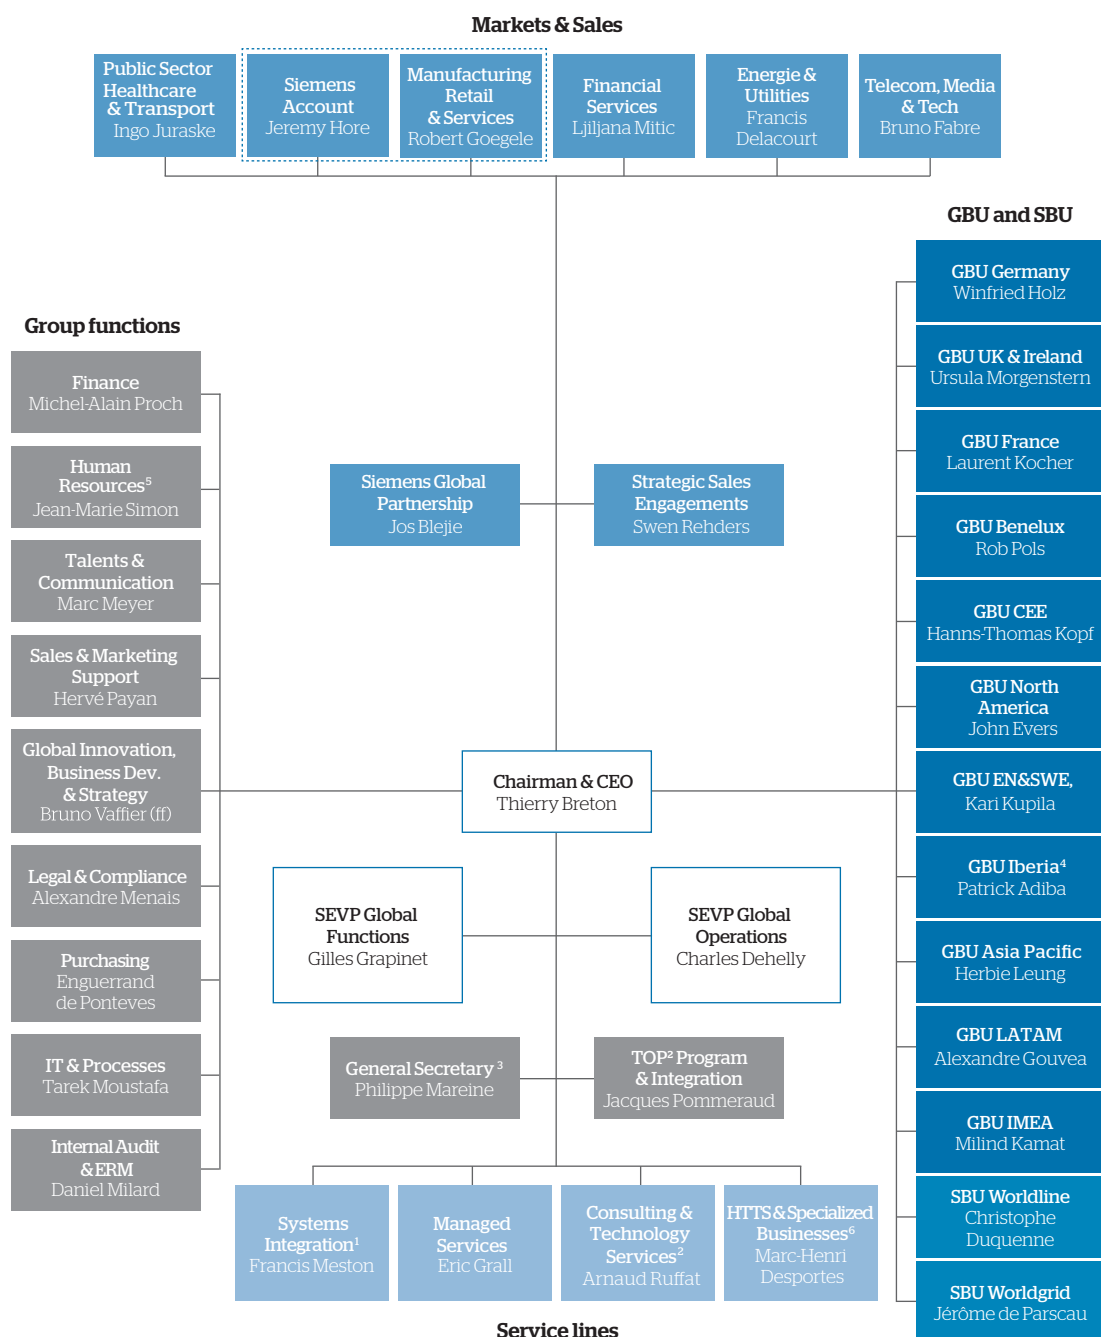 Markets & Sales
Public Sector
Healthcare
& Transport
Ingo Juraske
Siemens
Account
Jeremy Hore
Manufacturing
Retail
& Services
Robert Goegele
Financial
Services
Ljiljana Mitic
Energie &
Utilities
Francis
Delacourt
Telecom, Media
& Tech
Bruno Fabre
GBU and SBU
GBU Germany
Winfried Holz
GBU UK & Ireland
Ursula Morgenstern
GBU France
Laurent Kocher
GBU Benelux
Rob Pols
GBU CEE
Hanns-Thomas Kopf
GBU North
America
John Evers
GBU EN&SWE,
Kari Kupila
GBU Iberia⁴
Patrick Adiba
GBU Asia Pacific
Herbie Leung
GBU LATAM
Alexandre Gouvea
GBU IMEA
Milind Kamat
SBU Worldline
Christophe
Duquenne
SBU Worldgrid
Jérôme de Parscau
Group functions
Finance
Michel-Alain Proch
Human
Resources⁵
Jean-Marie Simon
Talents &
Communication
Marc Meyer
Sales & Marketing
Support
Hervé Payan
Global Innovation,
Business Dev.
& Strategy
Bruno Vaffier (ff)
Legal & Compliance
Alexandre Menais
Purchasing
Enguerrand
de Ponteves
IT & Processes
Tarek Moustafa
Internal Audit
& ERM
Daniel Milard
Siemens Global
Partnership
Jos Blejie
Strategic Sales
Engagements
Swen Rehders
Chairman & CEO
Thierry Breton
SEVP Global
Functions
Gilles Grapinet
SEVP Global
Operations
Charles Dehelly
General Secretary ³
Philippe Mareine
TOP² Program
& Integration
Jacques Pommeraud
Systems
Integration¹
Francis Meston
Managed
Services
Eric Grall
Consulting &
Technology
Services²
Arnaud Ruffat
HTTS & Specialized
Businesses⁶
Marc-Henri
Desportes
Service lines